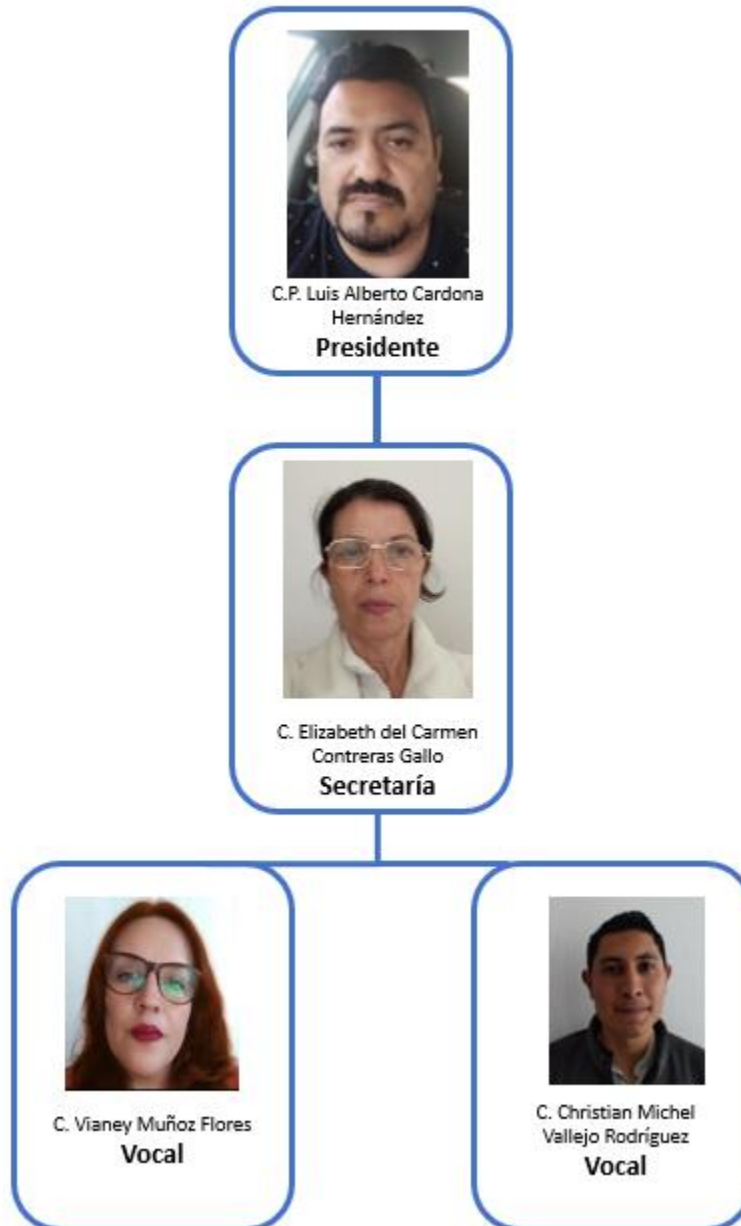 C.P. Luis Alberto Cardona
Hernández
Presidente
C. Elizabeth del Carmen
Contreras Gallo
Secretaría
C. Vianey Muñoz Flores
Vocal
C. Christian Michel
Vallejo Rodríguez
Vocal